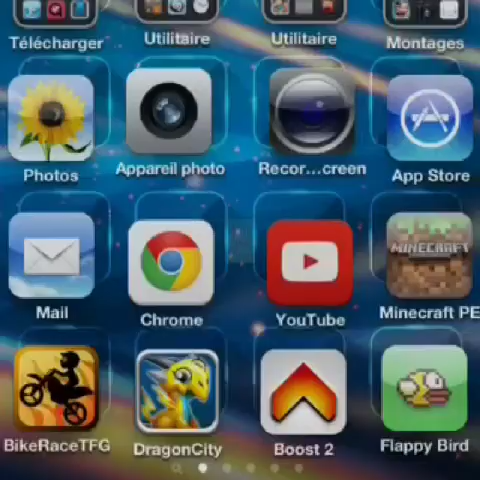 Télécharger
Utilitaire
Utilitaire
Montages
Photos
Appareil photo
Recor...creen
App Store
MINECRAFT
Mail
Chrome
YouTube
Minecraft PE
BikeRaceTFG
DragonCity
Boost 2
Flappy Bird